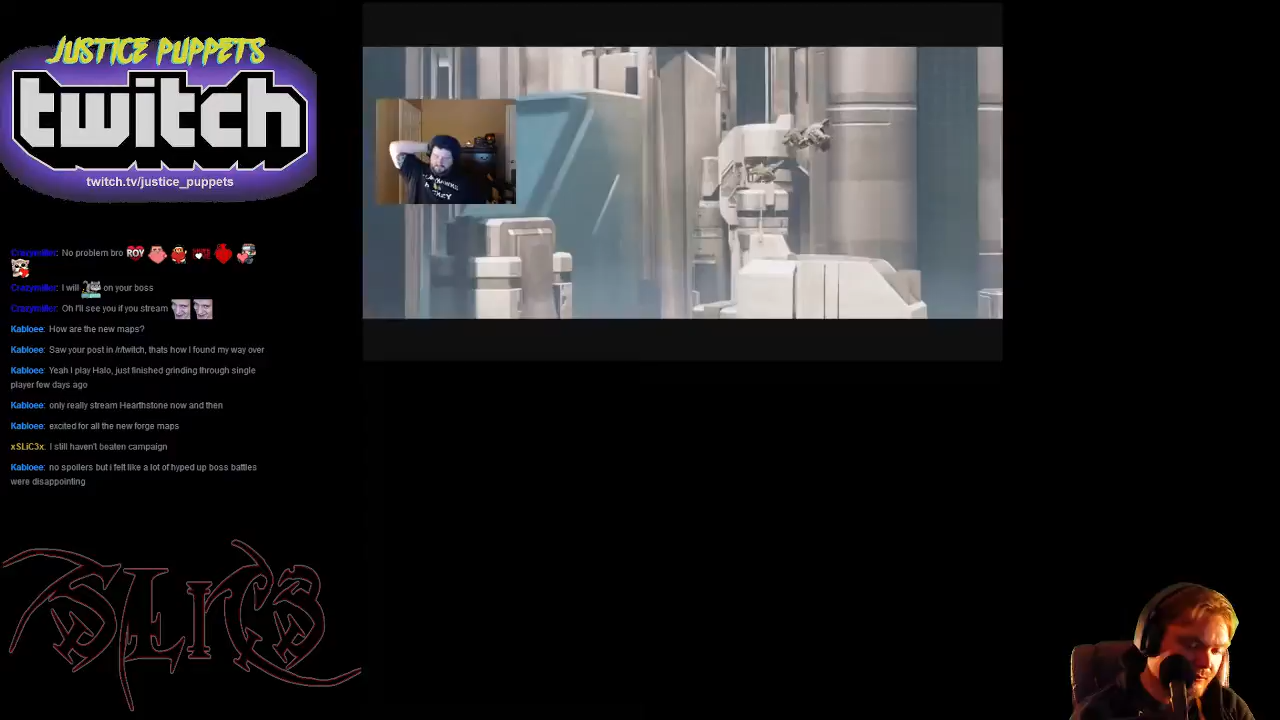 JUSTICE PUPPETS
twitch
twitch.tv/justice_puppets
Crazymiller: No problem bro ROY
Crazymiller: I will on your boss
Crazymiller: Oh I'll see you if you stream
Kabloee: How are the new maps?
Kabloee: Saw your post in /r/twitch, thats how I found my way over
Kabloee: Yeah I play Halo, just finished grinding through single
player few days ago
Kabloee: only really stream Hearthstone now and then
Kabloee: excited for all the new forge maps
xSLiC3x: I still haven't beaten campaign
Kabloee: no spoilers but i felt like a lot of hyped up boss battles
were disappointing